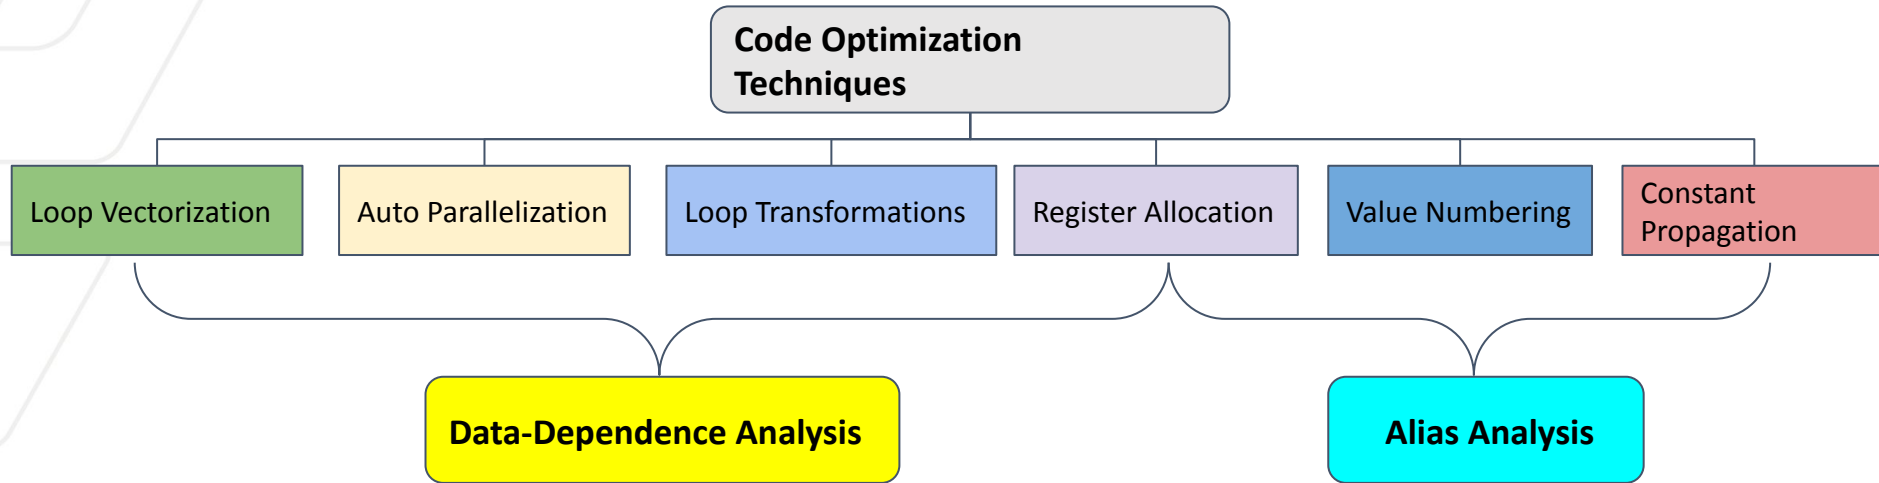 Code Optimization
Techniques
Loop Vectorization
Auto Parallelization
Loop Transformations
Register Allocation
Value Numbering
Constant
Propagation
Data-Dependence Analysis
Alias Analysis